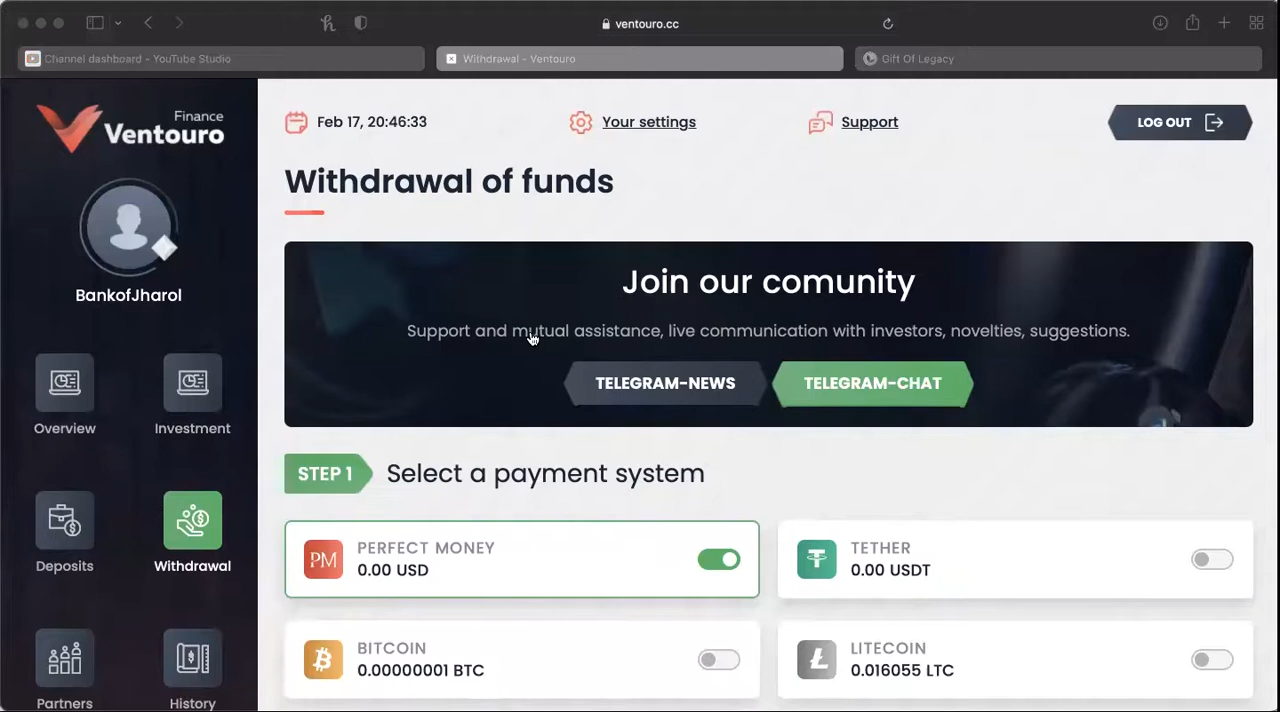 ventouro.cc
Channel dashboard - YouTube Studio
Withdrawal - Ventouro
Gift Of Legacy
Finance
Ventouro
Feb 17, 20:46:33
Your settings
Support
LOG OUT
Withdrawal of funds
BankofJharol
Join our comunity
Support and mutual assistance, live communication with investors, novelties, suggestions.
TELEGRAM-NEWS
TELEGRAM-CHAT
Overview
Investment
STEP 1
Select a payment system
Deposits
Withdrawal
PM
PERFECT MONEY
0.00 USD
TETHER
0.00 USDT
BITCOIN
0.00000001 BTC
LITECOIN
0.016055 LTC
Partners
History